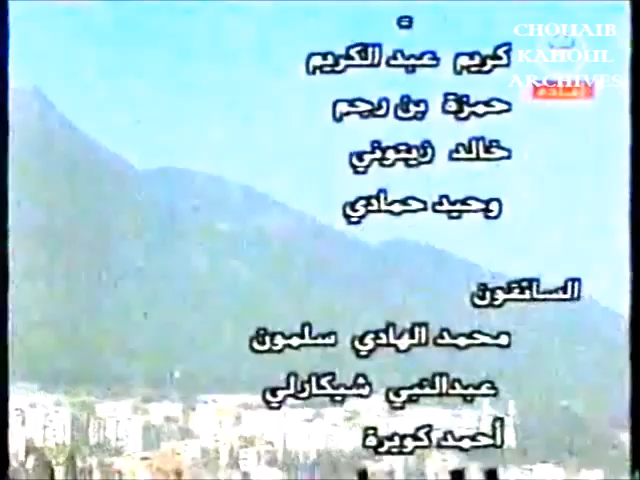 CHOUAIB
KAHOUL
ARCHIVES
إعادة
كريم عبد الكريم
حمزة بن رجم
خالد زيتوني
وحيد حمادي
السائقون
محمد الهادي سلمون
عبدالنبي شيكارلي
أحمد كويرة